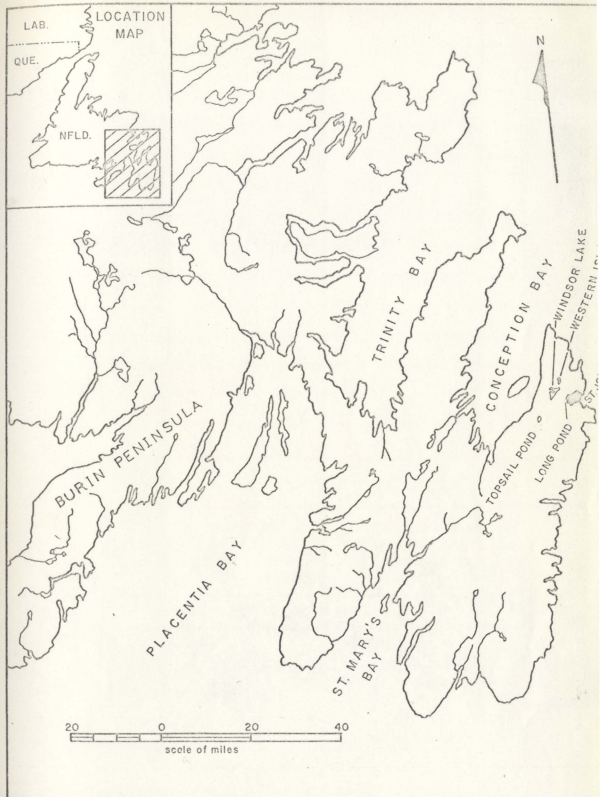 LAB.
LOCATION
MAP
QUE.
NFLD.
N
TRINITY BAY
CONCEPTION BAY
WINDSOR LAKE
WESTERN
ST.
BURIN PENINSULA
TOPSAIL POND
LONG POND
PLACENTIA BAY
ST. MARY'S
BAY
20 0 20 40
scale of miles